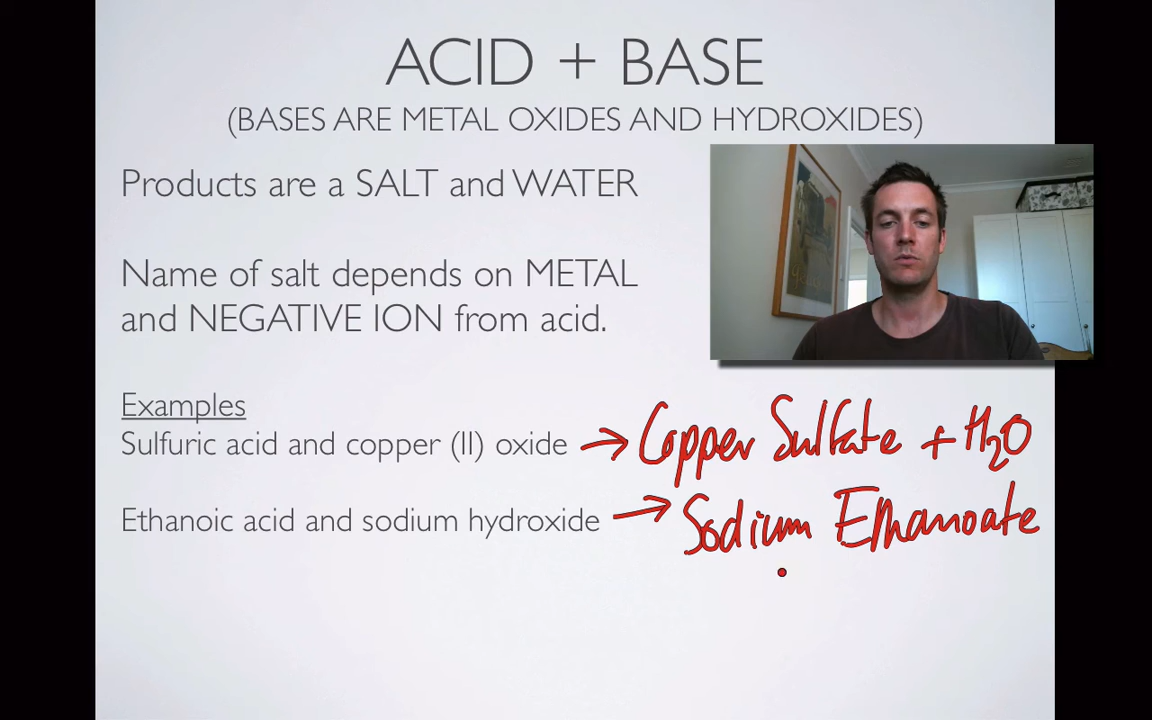 ACID + BASE
(BASES ARE METAL OXIDES AND HYDROXIDES)
Products are a SALT and WATER
Name of salt depends on METAL
and NEGATIVE ION from acid.
Examples
Sulfuric acid and copper (II) oxide → Copper Sulfate + H₂O
Ethanoic acid and sodium hydroxide → Sodium Ethanoate